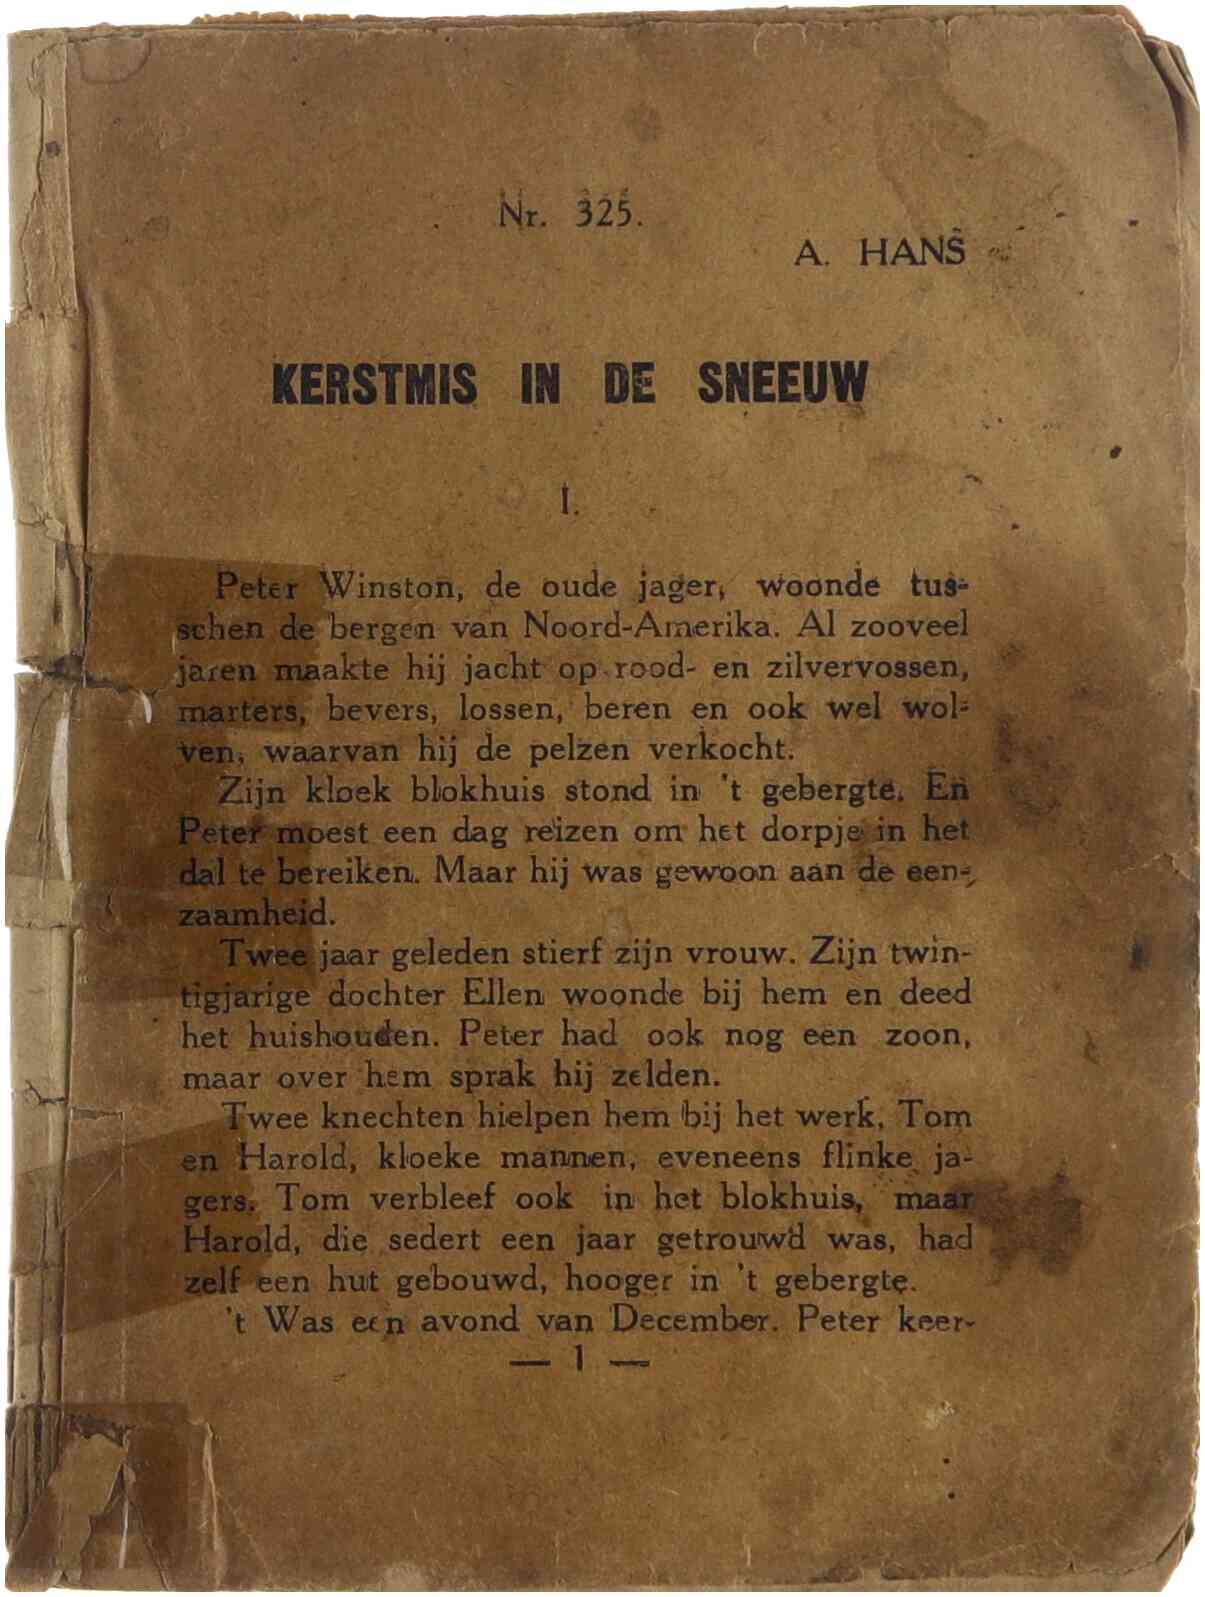 Nr. 325.
A. HANS
KERSTMIS IN DE SNEEUW
I.
Peter Winston, de oude jager, woonde tus-
schen de bergen van Noord-Amerika. Al zooveel
jaren maakte hij jacht op rood- en zilvervossen,
marters, bevers, lossen, beren en ook wel wol-
ven, waarvan hij de pelzen verkocht.
Zijn kloek blokhuis stond in 't gebergte. En
Peter moest een dag reizen om het dorpje in het
dal te bereiken. Maar hij was gewoon aan de een-
zaamheid.
Twee jaar geleden stierf zijn vrouw. Zijn twin-
tigjarige dochter Ellen woonde bij hem en deed
het huishouden. Peter had ook nog een zoon,
maar over hem sprak hij zelden.
Twee knechten hielpen hem bij het werk, Tom
en Harold, kloeke mannen, eveneens flinke ja-
gers. Tom verbleef ook in het blokhuis, maar
Harold, die sedert een jaar getrouwd was, had
zelf een hut gebouwd, hooger in 't gebergte.
't Was een avond van December. Peter keer-
— 1 —